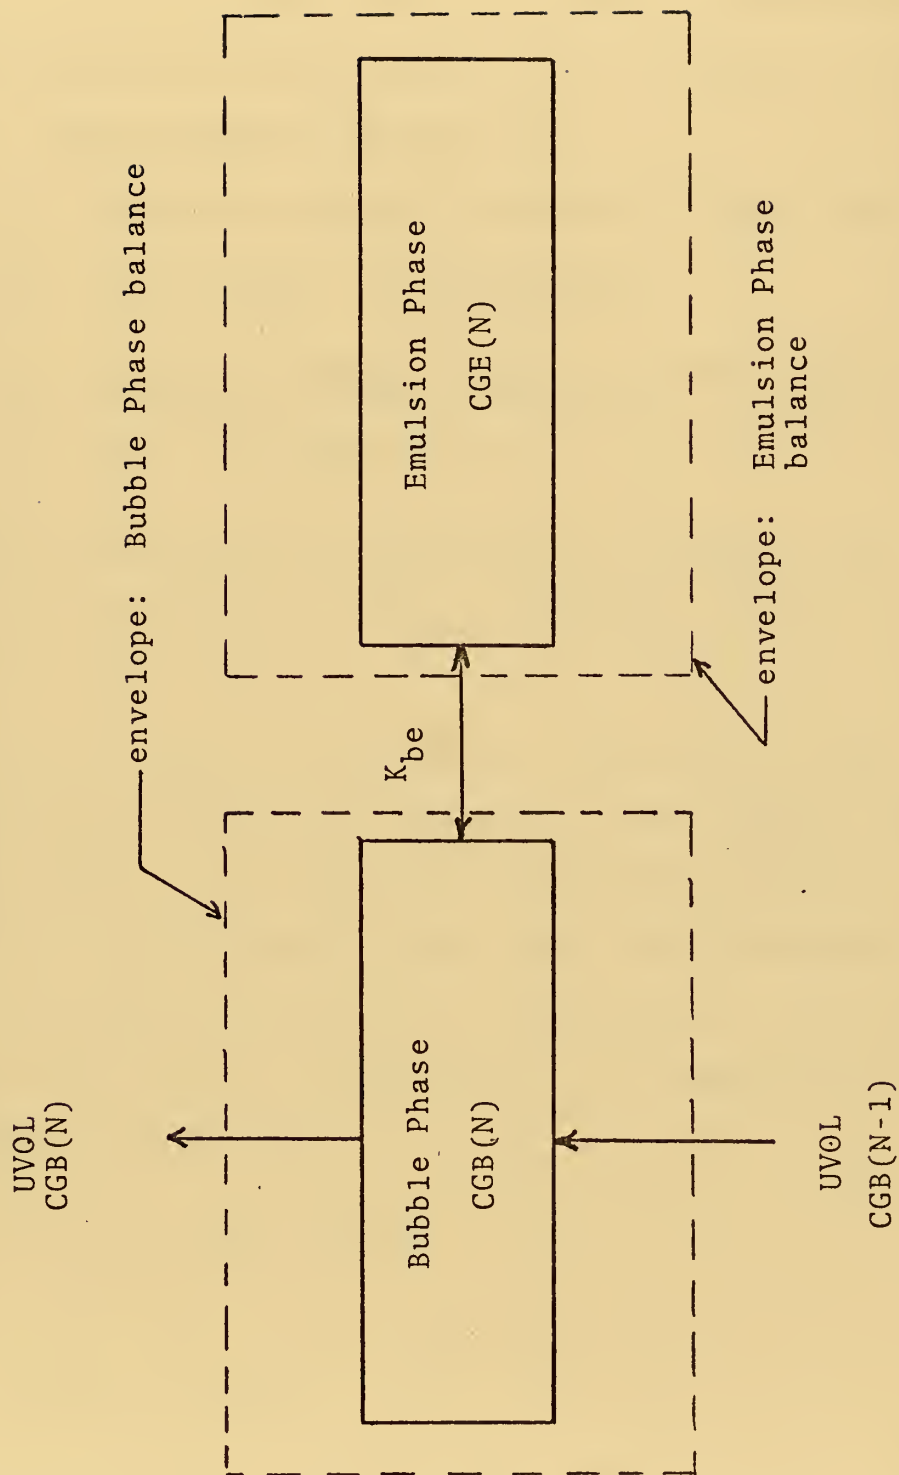 UVOL
CGB(N)
envelope: Bubble Phase balance
Kbe
Bubble Phase
CGB(N)
Emulsion Phase
CGE(N)
envelope: Emulsion Phase
balance
UVOL
CGB(N-1)